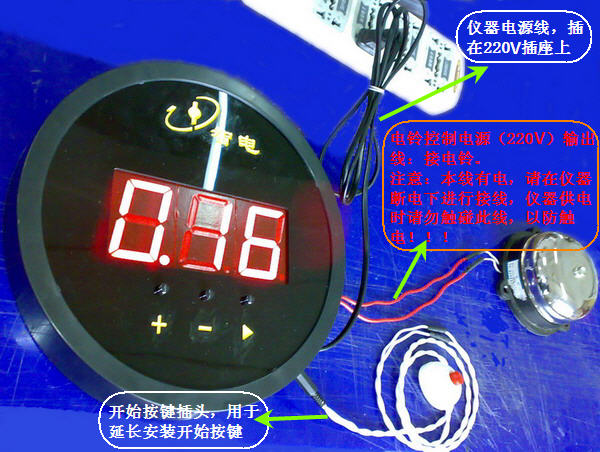 仪器电源线，插
在220V插座上
电铃控制电源（220V）输出
线：接电铃。
注意：本线有电，请在仪器
断电下进行接线，仪器供电
时请勿触碰此线，以防触
电！！！
智电
0.16
+ −
开始按键插头，用于
延长安装开始按键